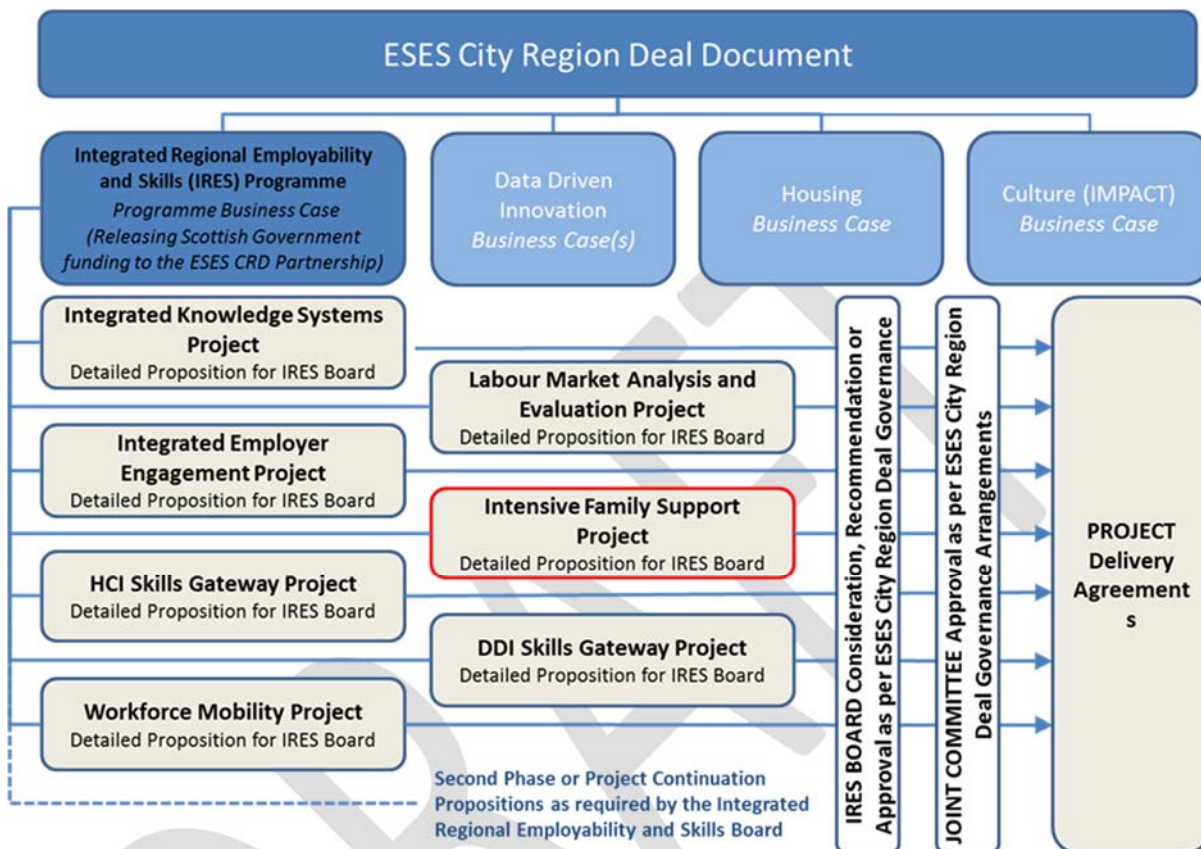 ESES City Region Deal Document
Integrated Regional Employability
and Skills (IRES) Programme
Programme Business Case
(Releasing Scottish Government
funding to the ESES CRD Partnership)
Data Driven
Innovation
Business Case(s)
Housing
Business Case
Culture (IMPACT)
Business Case
Integrated Knowledge Systems
Project
Detailed Proposition for IRES Board
Labour Market Analysis and
Evaluation Project
Detailed Proposition for IRES Board
Integrated Employer
Engagement Project
Detailed Proposition for IRES Board
Intensive Family Support
Project
Detailed Proposition for IRES Board
HCI Skills Gateway Project
Detailed Proposition for IRES Board
DDI Skills Gateway Project
Detailed Proposition for IRES Board
Workforce Mobility Project
Detailed Proposition for IRES Board
Second Phase or Project Continuation
Propositions as required by the Integrated
Regional Employability and Skills Board
IRES BOARD Consideration, Recommendation or
Approval as per ESES City Region Deal Governance
JOINT COMMITTEE Approval as per ESES City Region
Deal Governance Arrangements
PROJECT
Delivery
Agreement
s
DRAFT